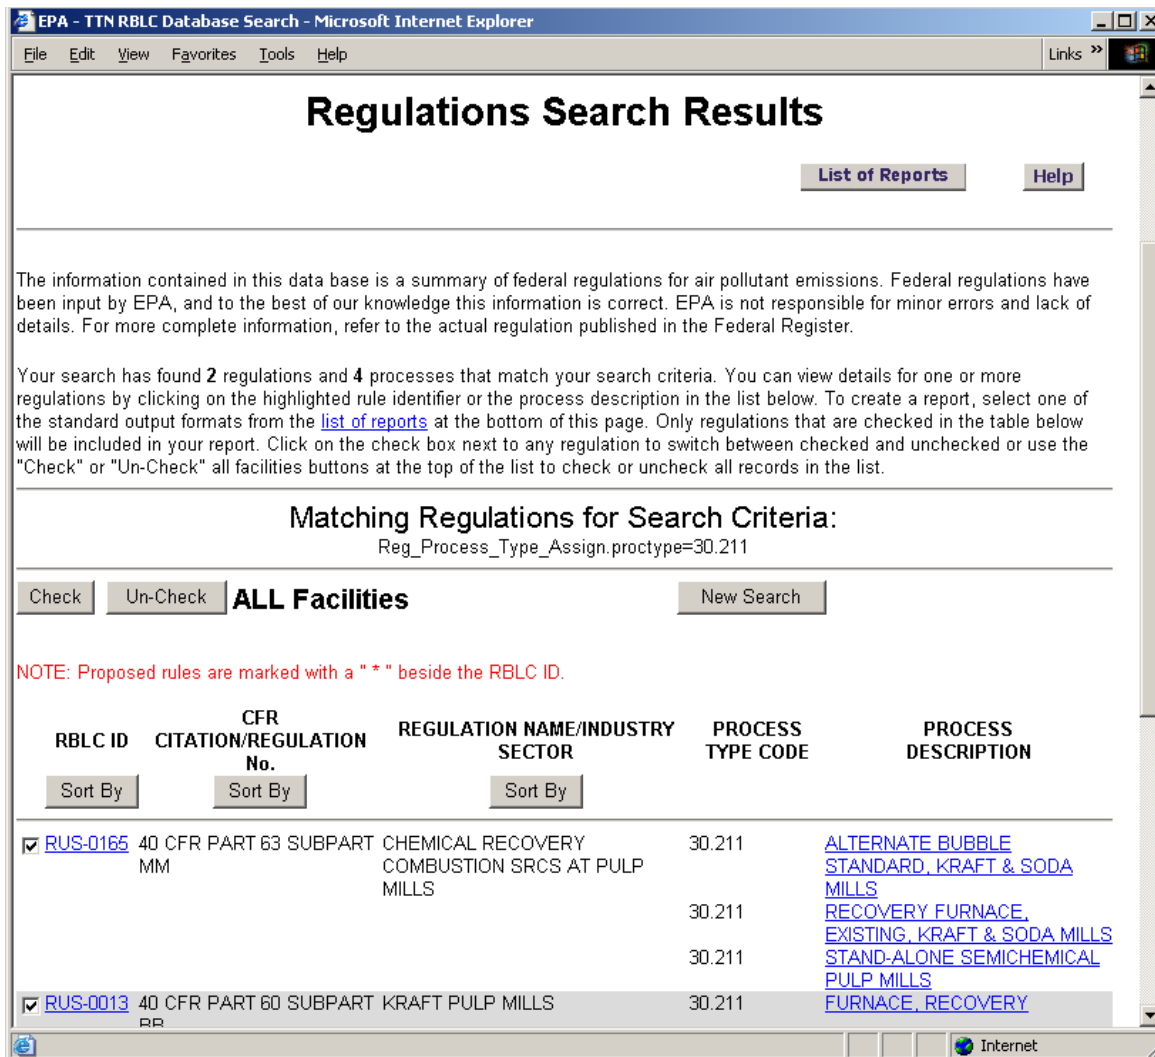 EPA - TTN RBLC Database Search - Microsoft Internet Explorer
File Edit View Favorites Tools Help Links »
Regulations Search Results
List of Reports Help
The information contained in this data base is a summary of federal regulations for air pollutant emissions. Federal regulations have
been input by EPA, and to the best of our knowledge this information is correct. EPA is not responsible for minor errors and lack of
details. For more complete information, refer to the actual regulation published in the Federal Register.
Your search has found 2 regulations and 4 processes that match your search criteria. You can view details for one or more
regulations by clicking on the highlighted rule identifier or the process description in the list below. To create a report, select one of
the standard output formats from the list of reports at the bottom of this page. Only regulations that are checked in the table below
will be included in your report. Click on the check box next to any regulation to switch between checked and unchecked or use the
"Check" or "Un-Check" all facilities buttons at the top of the list to check or uncheck all records in the list.
Matching Regulations for Search Criteria:
Reg_Process_Type_Assign.proctype=30.211
Check Un-Check ALL Facilities New Search
NOTE: Proposed rules are marked with a " * " beside the RBLC ID.
RBLC ID
CFR
CITATION/REGULATION
No.
REGULATION NAME/INDUSTRY
SECTOR
PROCESS
TYPE CODE
PROCESS
DESCRIPTION
Sort By Sort By Sort By
RUS-0165 40 CFR PART 63 SUBPART CHEMICAL RECOVERY 30.211 ALTERNATE BUBBLE
MM COMBUSTION SRCS AT PULP STANDARD, KRAFT & SODA
MILLS MILLS
30.211 RECOVERY FURNACE,
EXISTING, KRAFT & SODA MILLS
30.211 STAND-ALONE SEMICHEMICAL
PULP MILLS
RUS-0013 40 CFR PART 60 SUBPART KRAFT PULP MILLS 30.211 FURNACE, RECOVERY
BB
Internet